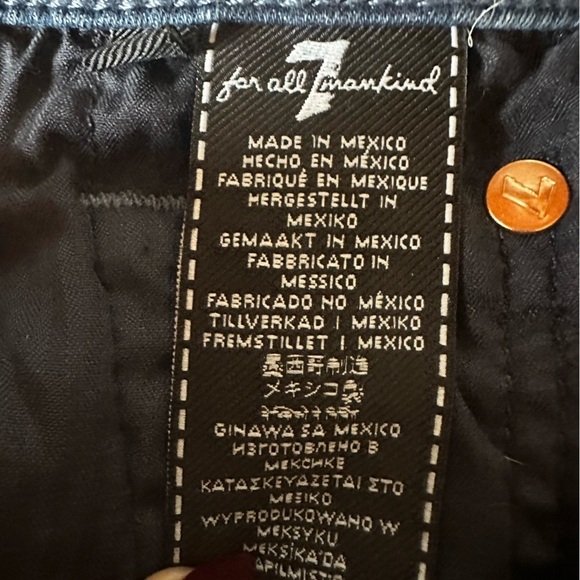 for all 7 mankind
MADE IN MEXICO
HECHO EN MÉXICO
FABRIQUÉ EN MEXIQUE
HERGESTELLT IN
MEXIKO
GEMAAKT IN MEXICO
FABBRICATO IN
MESSICO
FABRICADO NO MÉXICO
TILLVERKAD I MEXIKO
FREMSTILLET I MEXICO
墨西哥制造
メキシコ製
GINAWA SA MEXICO
ИЗГОТОВЛЕНО В
МЕКСИКЕ
ΚΑΤΑΣΚΕΥΑΖΕΤΑΙ ΣΤΟ
ΜΕΞΙΚΟ
WYPRODUKOWANO W
MEKSYKU
MEKSİKA'DA
7